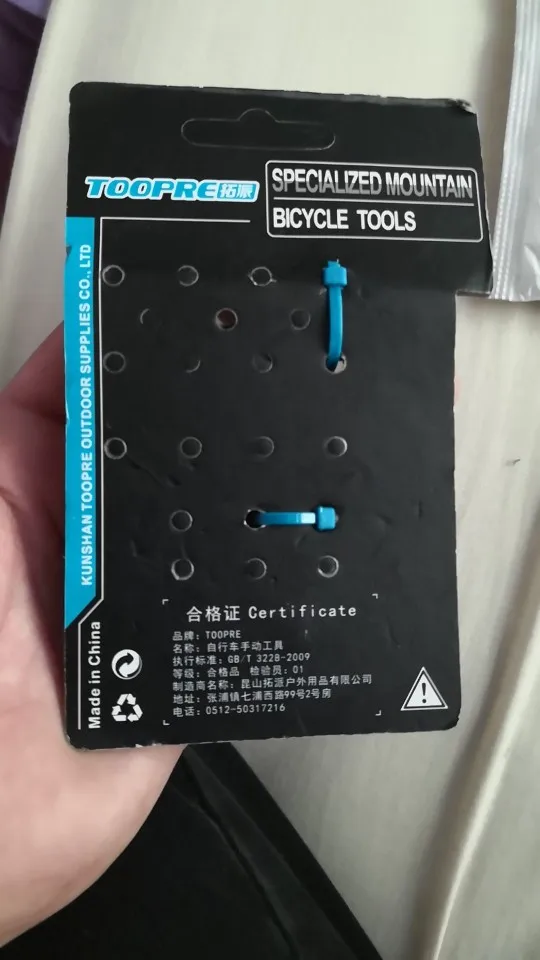 TOOPRE拓派
SPECIALIZED MOUNTAIN
BICYCLE TOOLS
KUNSHAN TOOPRE OUTDOOR SUPPLIES CO., LTD
Made in China
合格证 Certificate
品牌: TOOPRE
名称: 自行车手动工具
执行标准: GB/T 3228-2009
等级: 合格品 检验员: 01
制造商名称: 昆山拓派户外用品有限公司
地址: 张浦镇七浦西路99号2号房
电话: 0512-50317216